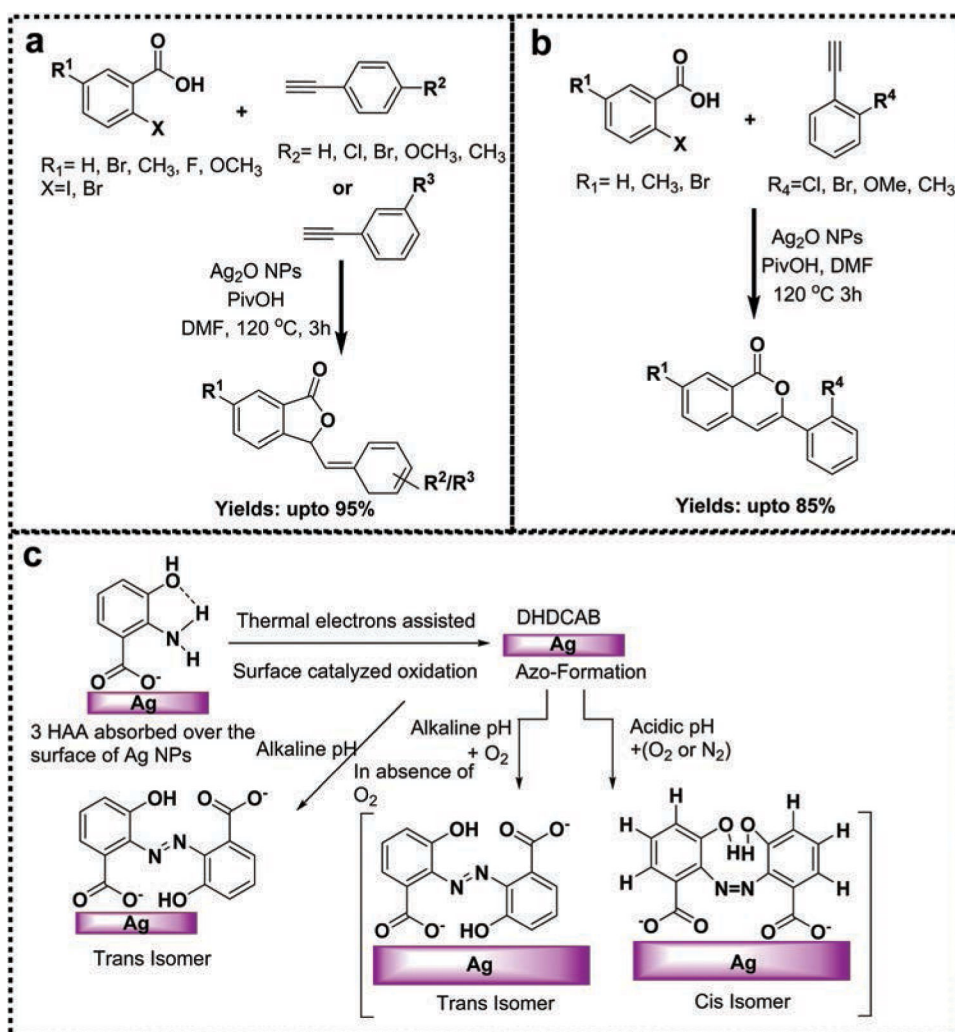 a
R¹
O
OH
X
+
R²
R₁= H, Br, CH₃, F, OCH₃
X=I, Br
R₂= H, Cl, Br, OCH₃, CH₃
or
R³
Ag₂O NPs
PivOH
DMF, 120 °C, 3h
R¹
O
O
R²/R³
Yields: upto 95%
b
R¹
O
OH
X
+
R⁴
R₁= H, CH₃, Br
R₄=Cl, Br, OMe, CH₃
Ag₂O NPs
PivOH, DMF
120 °C 3h
R¹
O
O
R⁴
Yields: upto 85%
c
H
O
H
N
H
O
O⁻
Ag
3 HAA absorbed over the
surface of Ag NPs
Thermal electrons assisted
Surface catalyzed oxidation
DHDCAB
Ag
Azo-Formation
Alkaline pH
In absence of
O₂
Alkaline pH
+ O₂
Acidic pH
+(O₂ or N₂)
OH
O
O⁻
N=N
O
O⁻
HO
Ag
Trans Isomer
OH
O
O⁻
N=N
O
O⁻
HO
Ag
Trans Isomer
H
H
H
O
O
H
H
H
H
H
N=N
⁻O
O
O
O⁻
Ag
Cis Isomer